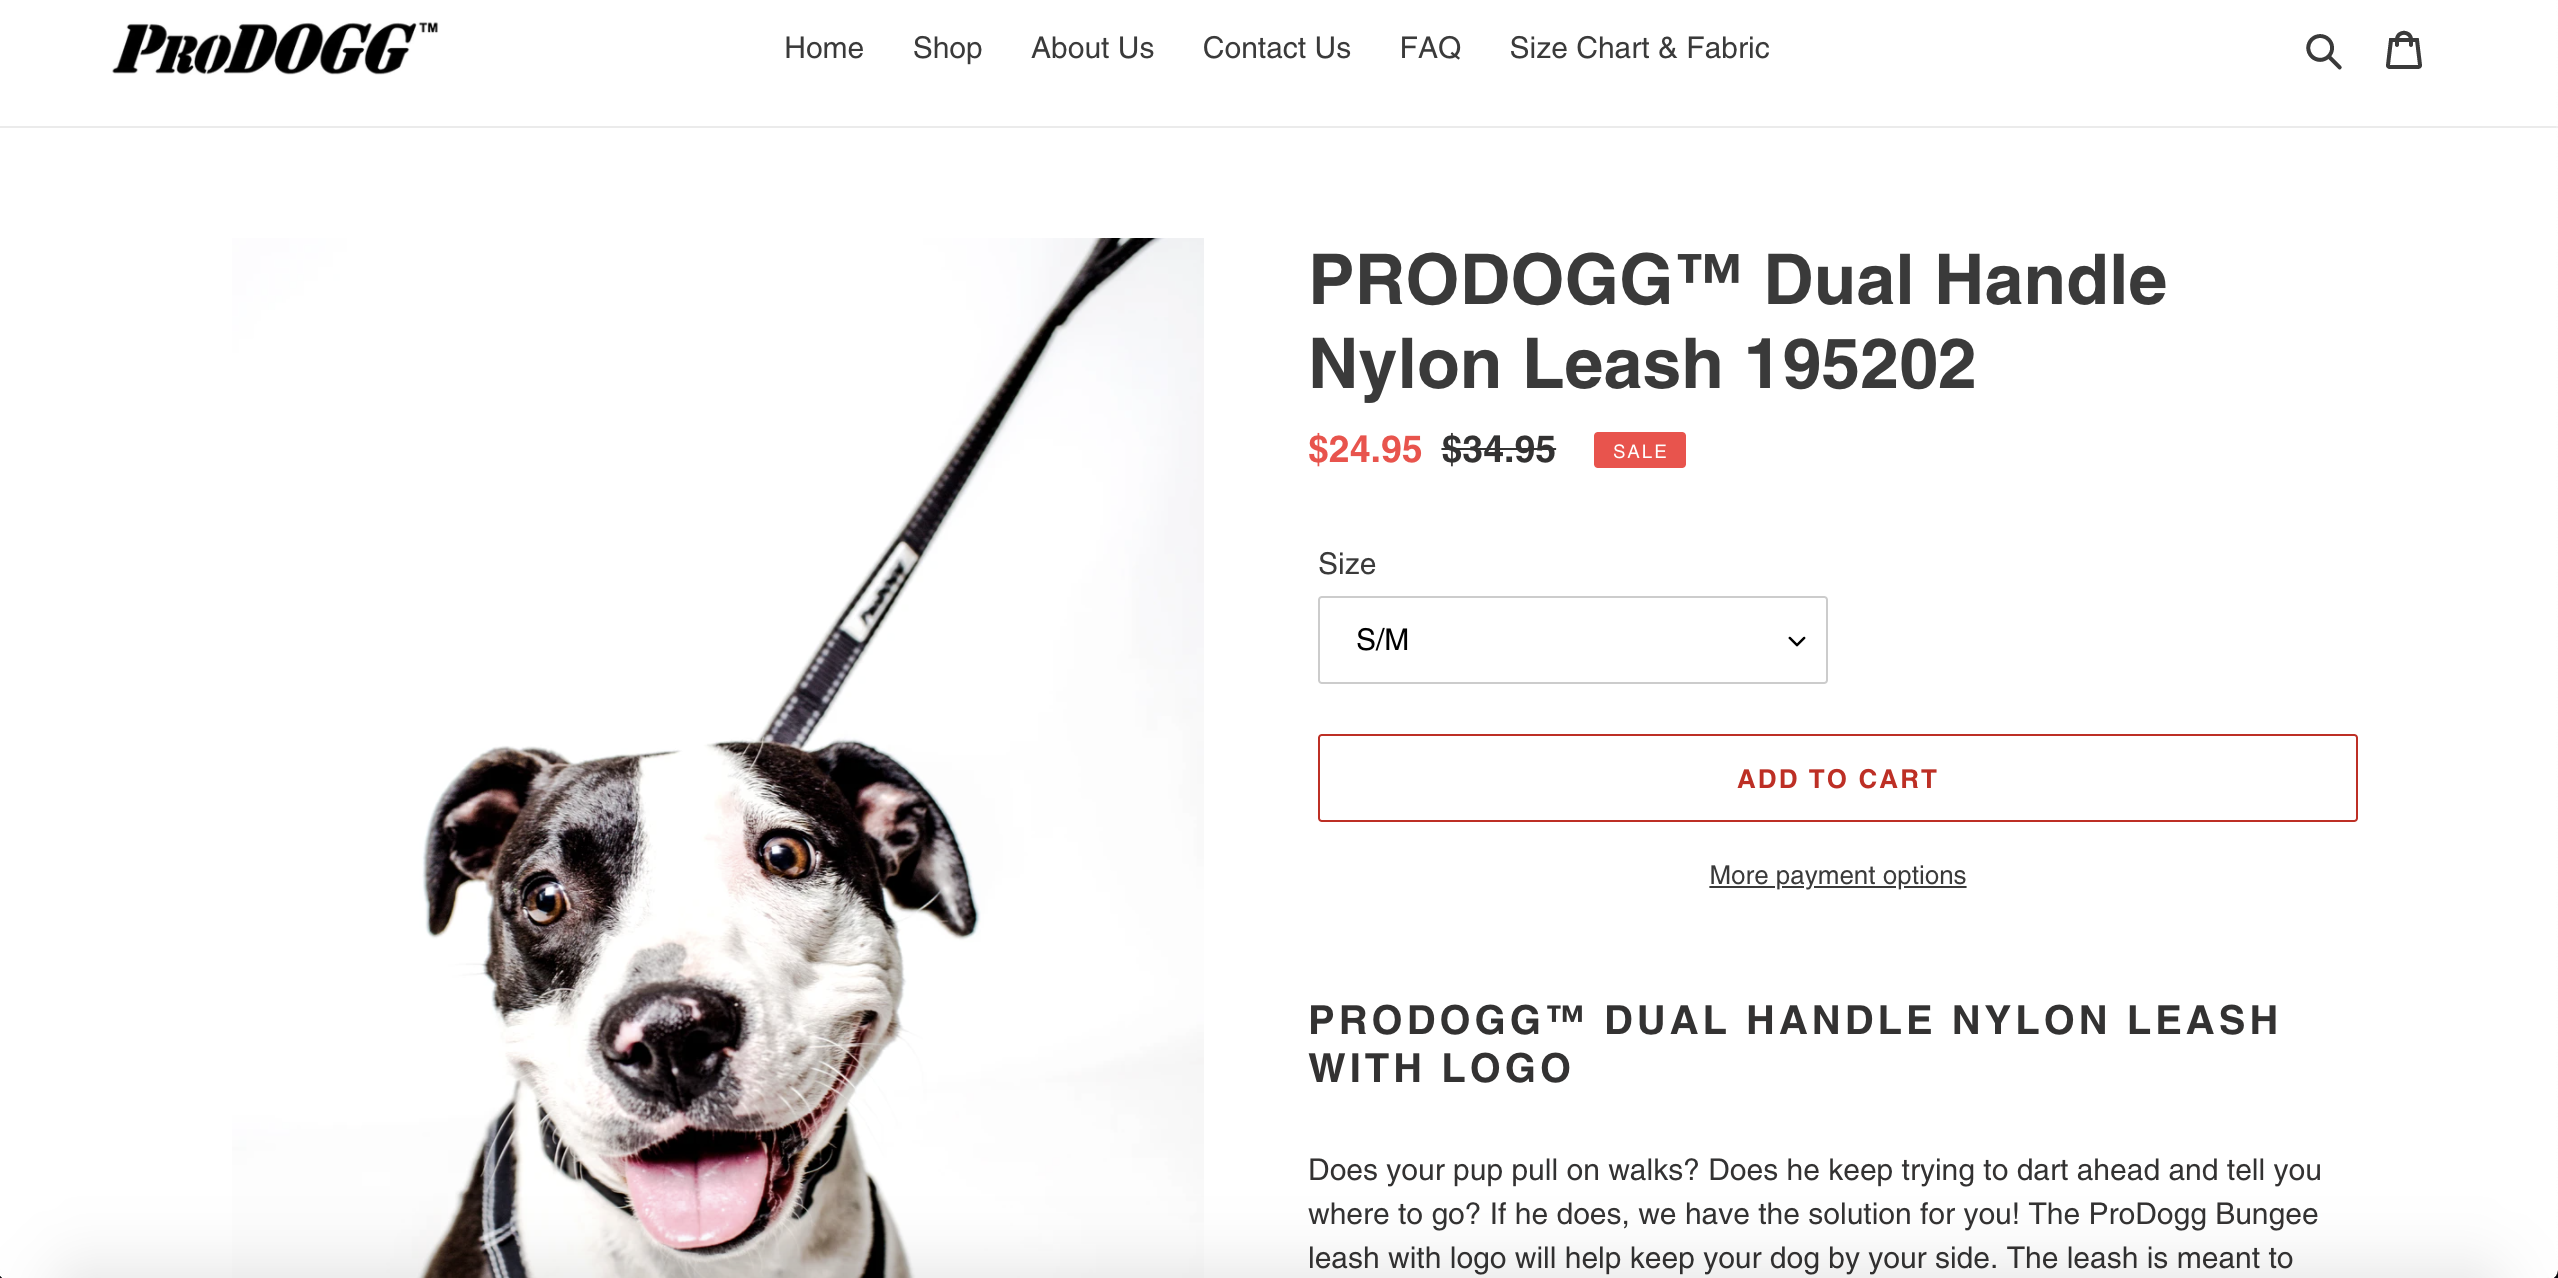 PRODOGG™
Home Shop About Us Contact Us FAQ Size Chart & Fabric
PRODOGG™ Dual Handle
Nylon Leash 195202
$24.95 $34.95 SALE
Size
S/M
ADD TO CART
More payment options
PRODOGG™ DUAL HANDLE NYLON LEASH
WITH LOGO
Does your pup pull on walks? Does he keep trying to dart ahead and tell you
where to go? If he does, we have the solution for you! The ProDogg Bungee
leash with logo will help keep your dog by your side. The leash is meant to
ProDogg